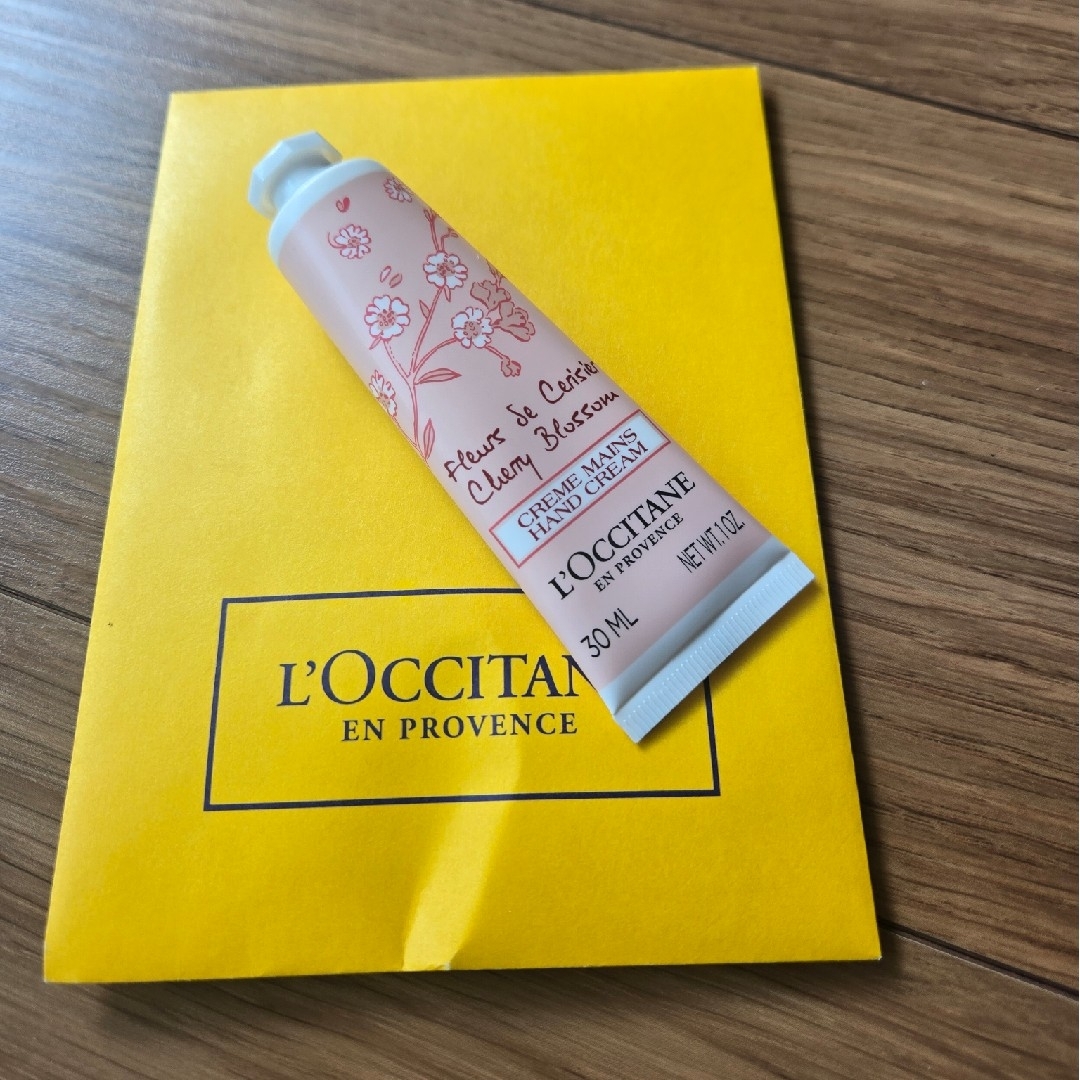 Fleurs de Cerisier
Cherry Blossom
CREME MAINS
HAND CREAM
L'OCCITANE
EN PROVENCE
NET WT. 1 OZ.
30 ML
L'OCCITAN
EN PROVENCE